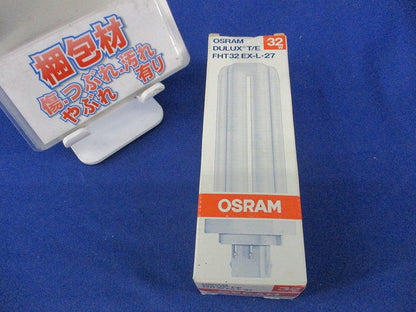 梱包材
傷・つぶれ・汚れ
やぶれ 有り
OSRAM
DULUX® T/E
FHT32 EX-L-27
32
OSRAM
32